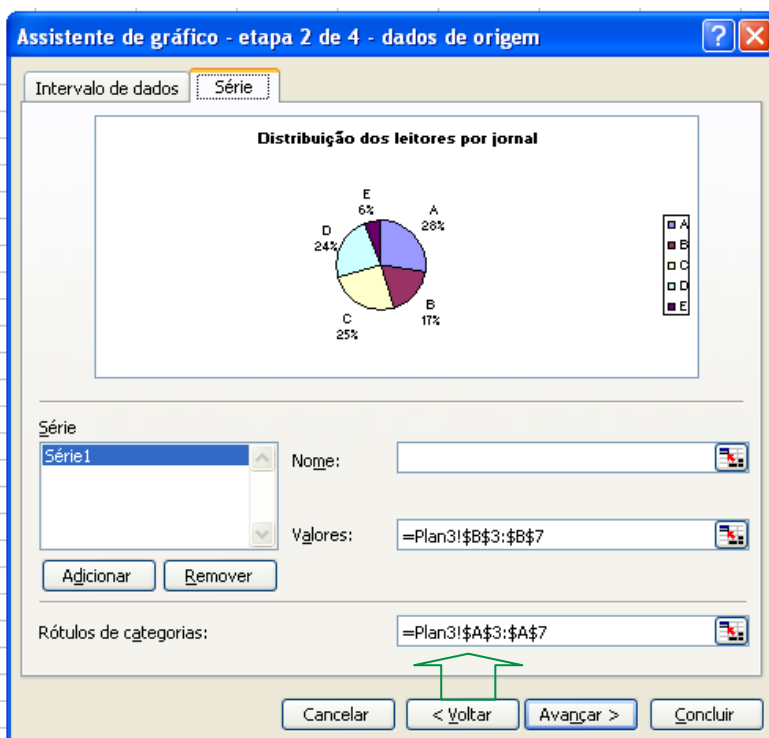 Assistente de gráfico - etapa 2 de 4 - dados de origem
Intervalo de dados
Série
Distribuição dos leitores por jornal
E
6%
A
28%
D
24%
B
17%
C
25%
A
B
C
D
E
Série
Série1
Nome:
Valores:
=Plan3!$B$3:$B$7
Adicionar
Remover
Rótulos de categorias:
=Plan3!$A$3:$A$7
Cancelar
< Voltar
Avançar >
Concluir